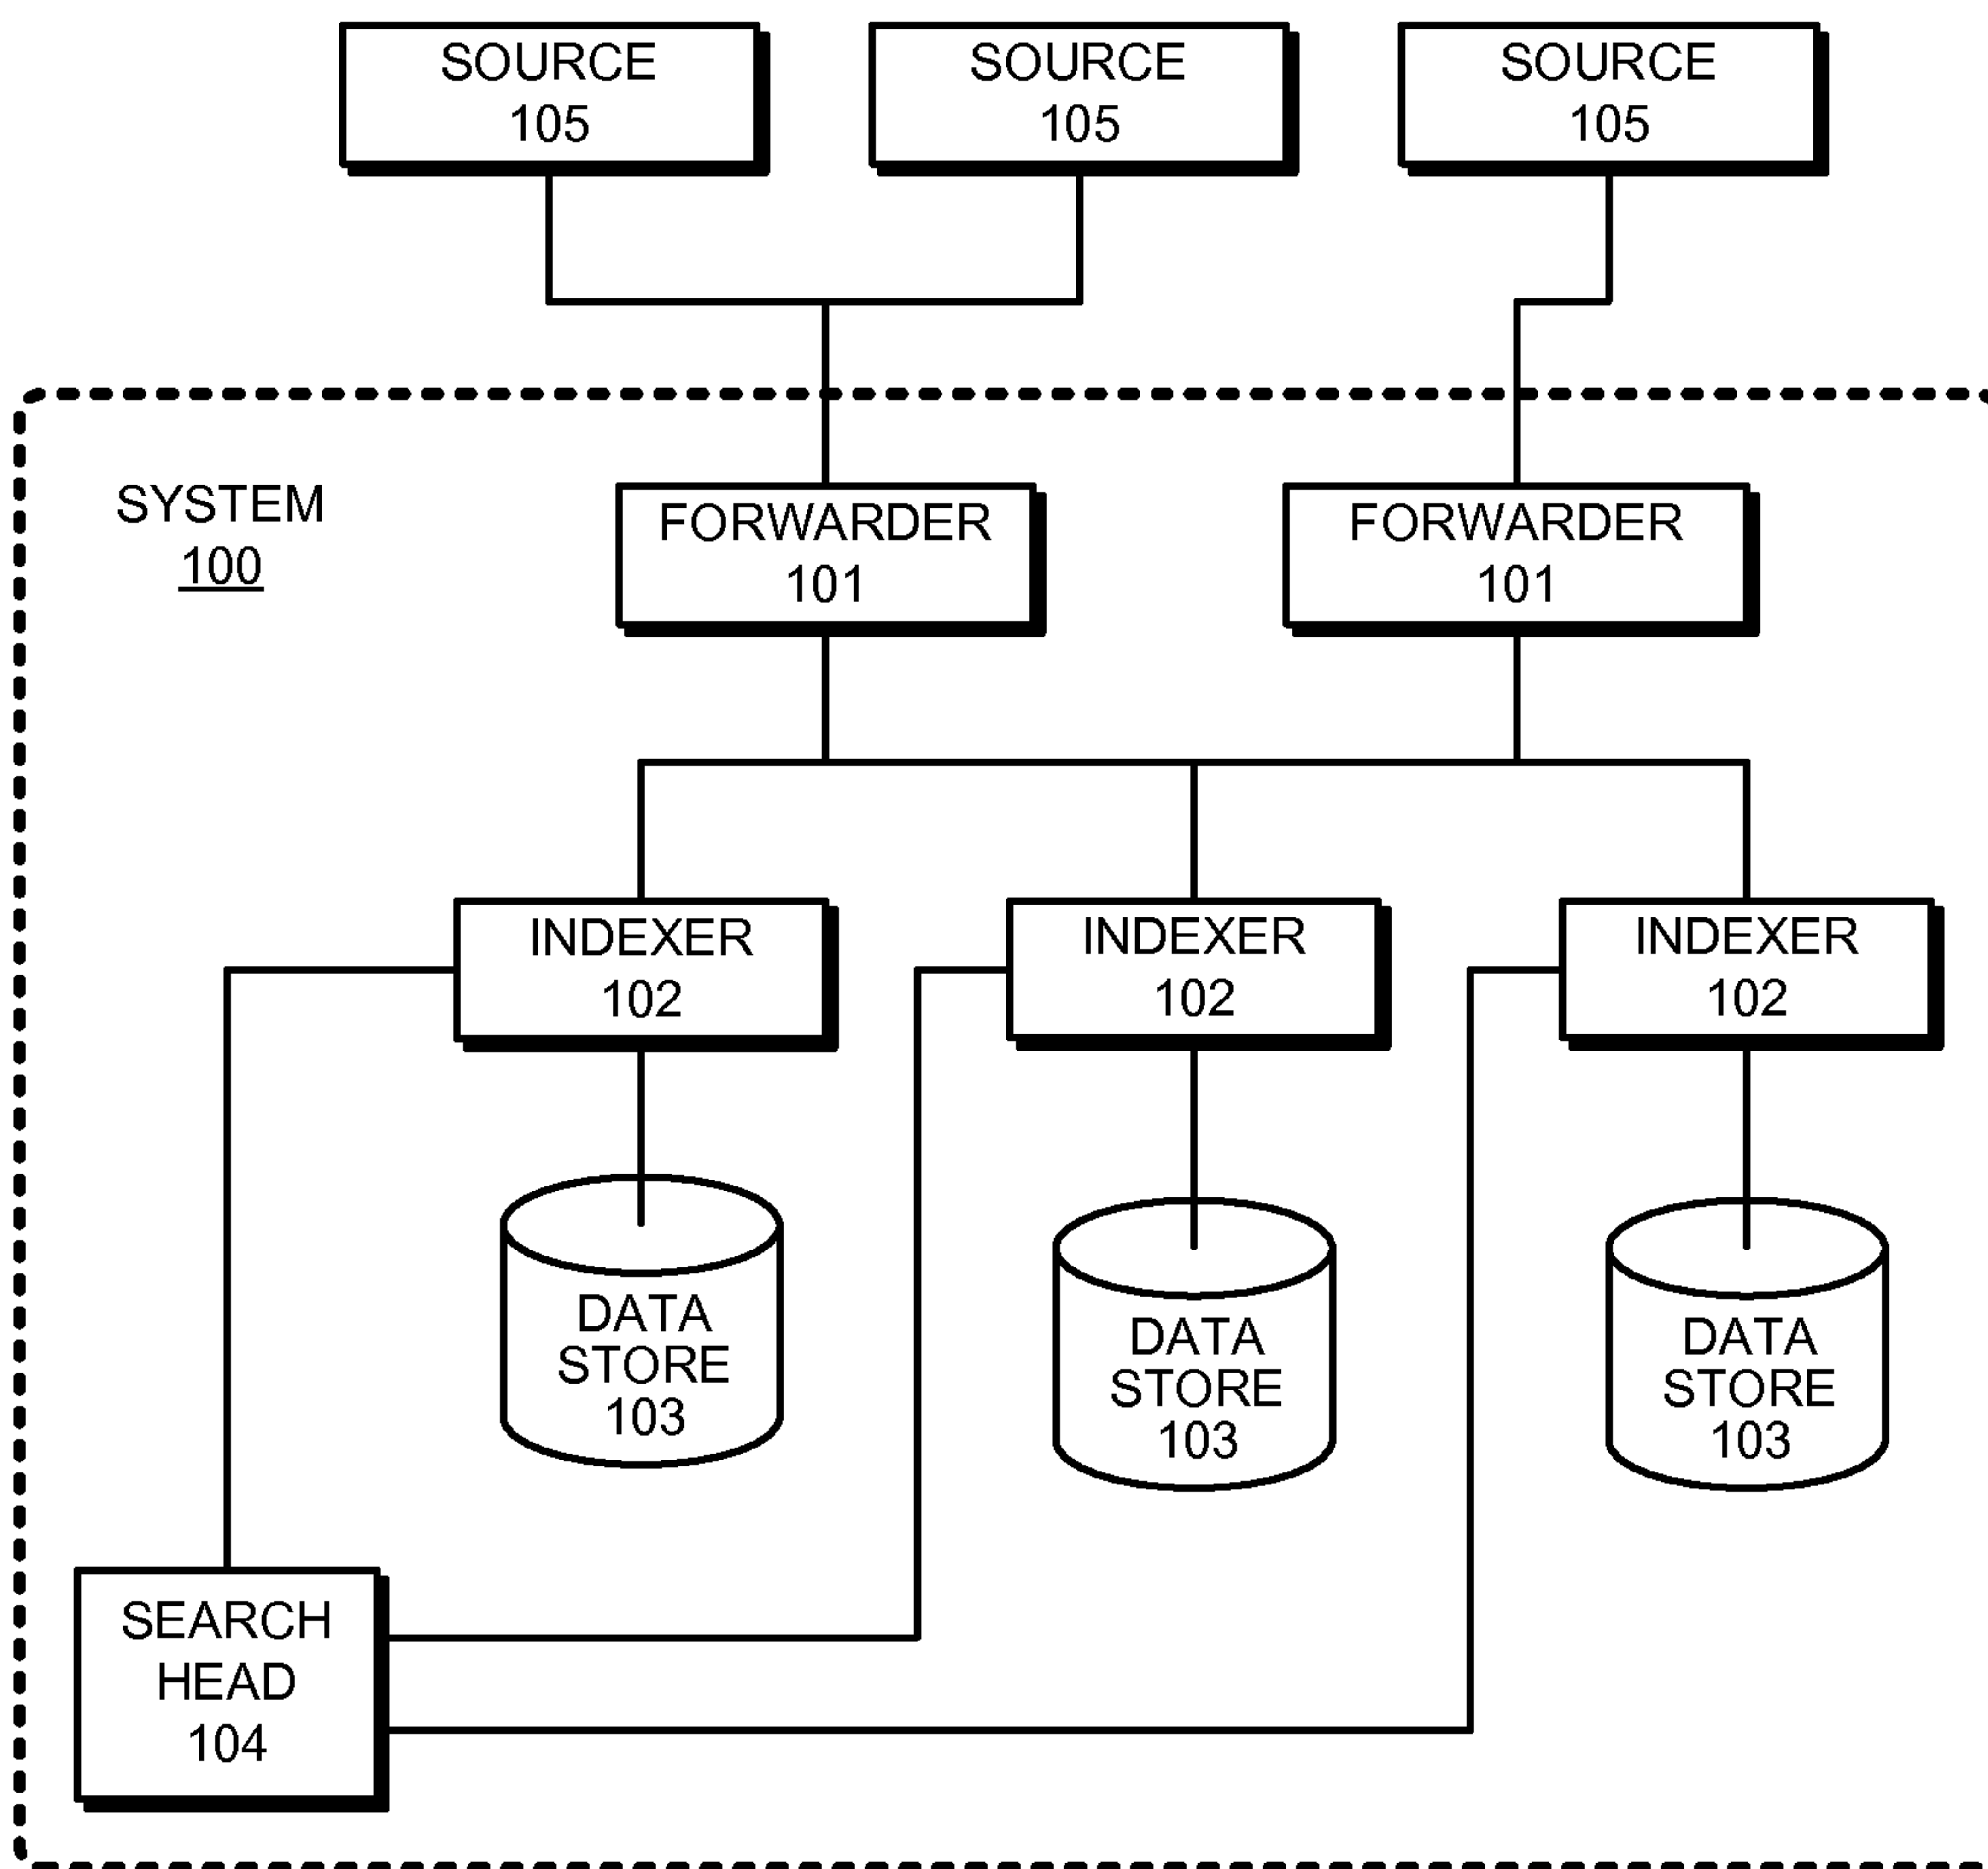 SOURCE
105
SOURCE
105
SOURCE
105
SYSTEM
100
FORWARDER
101
FORWARDER
101
INDEXER
102
INDEXER
102
INDEXER
102
DATA
STORE
103
DATA
STORE
103
DATA
STORE
103
SEARCH
HEAD
104